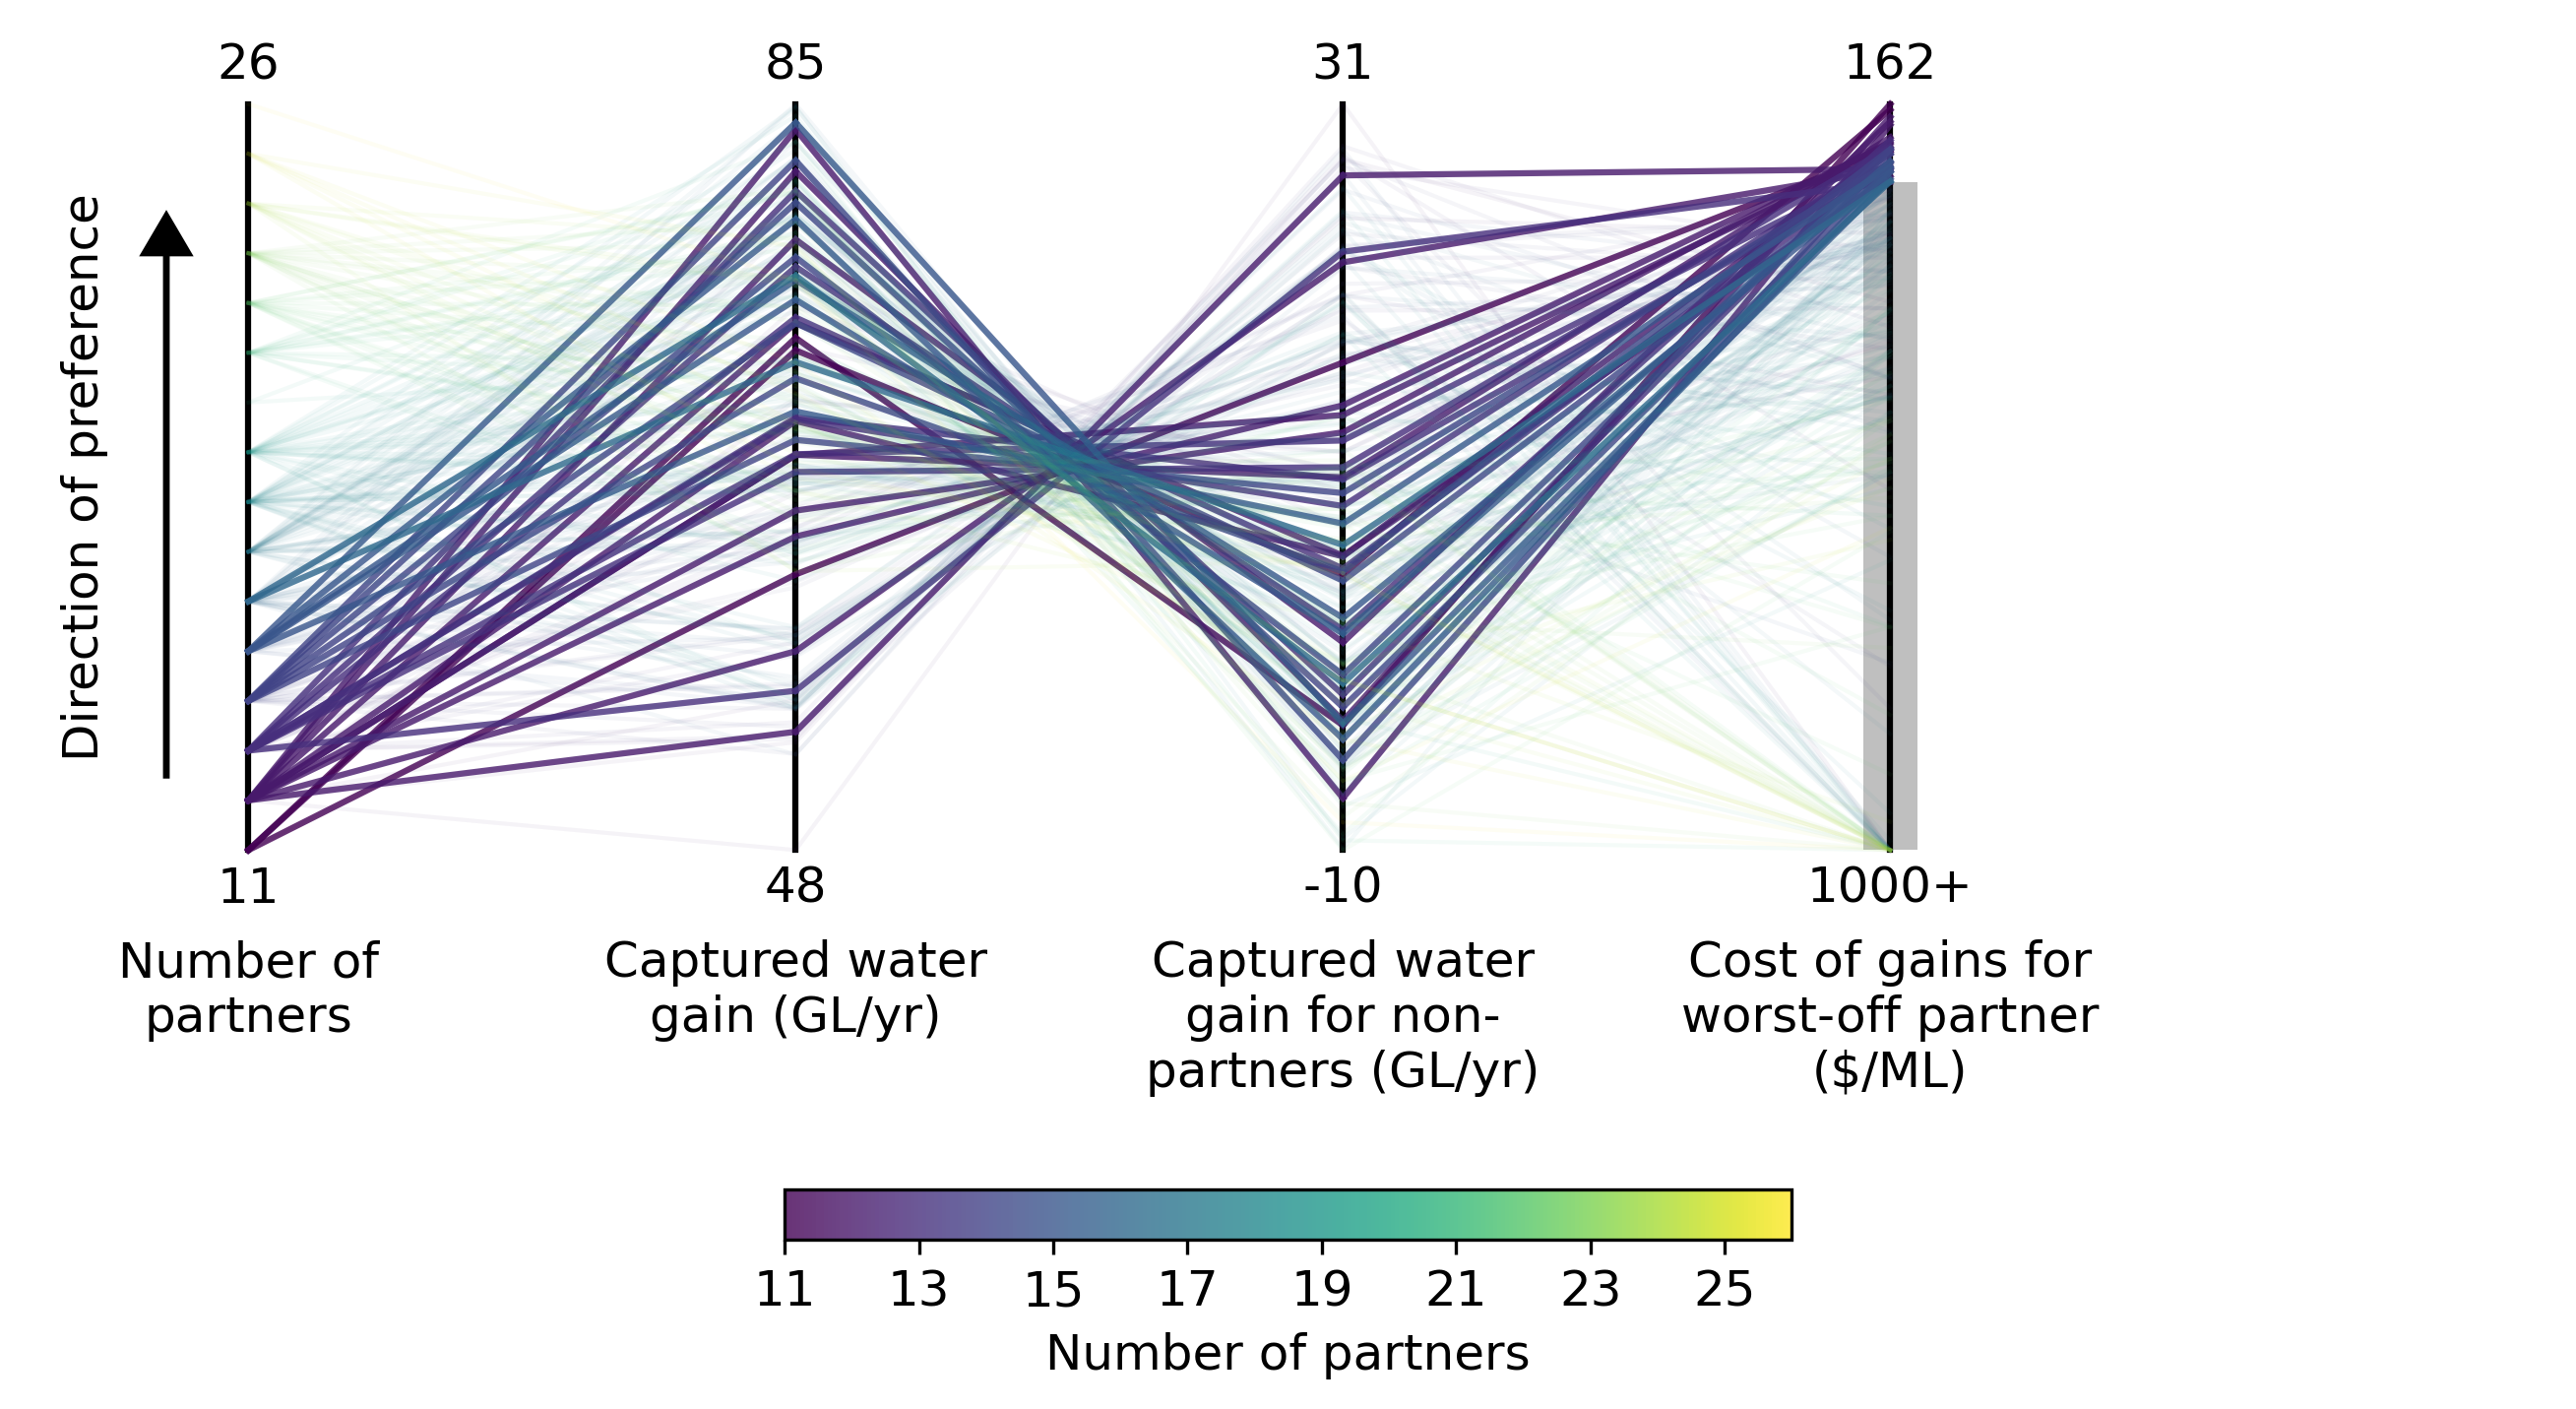 26
85
31
162
Direction of preference
11
48
-10
1000+
Number of
partners
Captured water
gain (GL/yr)
Captured water
gain for non-
partners (GL/yr)
Cost of gains for
worst-off partner
($/ML)
11
13
15
17
19
21
23
25
Number of partners